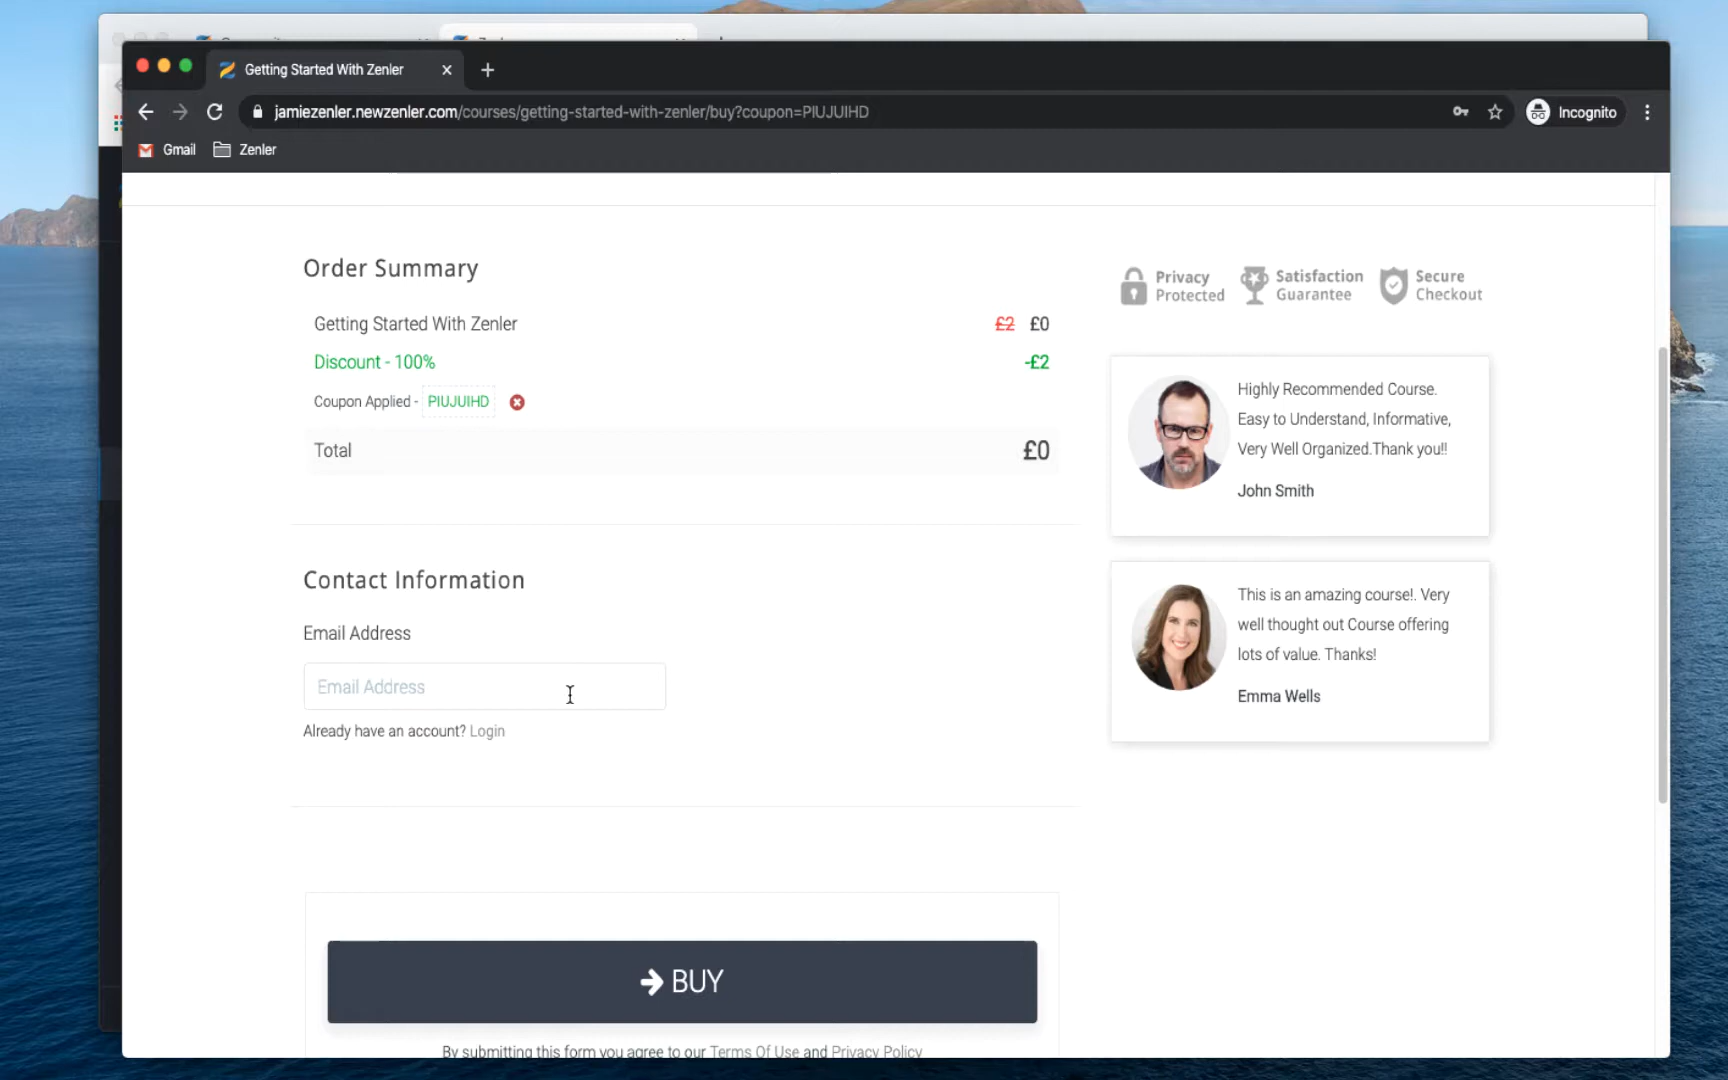 Getting Started With Zenler
jamiezenler.newzenler.com/courses/getting-started-with-zenler/buy?coupon=PIUJUIHD
Incognito
Gmail
Zenler
Order Summary
Getting Started With Zenler £2 £0
Discount - 100% -£2
Coupon Applied - PIUJUIHD
Total £0
Contact Information
Email Address
Email Address
Already have an account? Login
BUY
By submitting this form you agree to our Terms Of Use and Privacy Policy
Privacy
Protected
Satisfaction
Guarantee
Secure
Checkout
Highly Recommended Course.
Easy to Understand, Informative,
Very Well Organized.Thank you!!
John Smith
This is an amazing course!. Very
well thought out Course offering
lots of value. Thanks!
Emma Wells